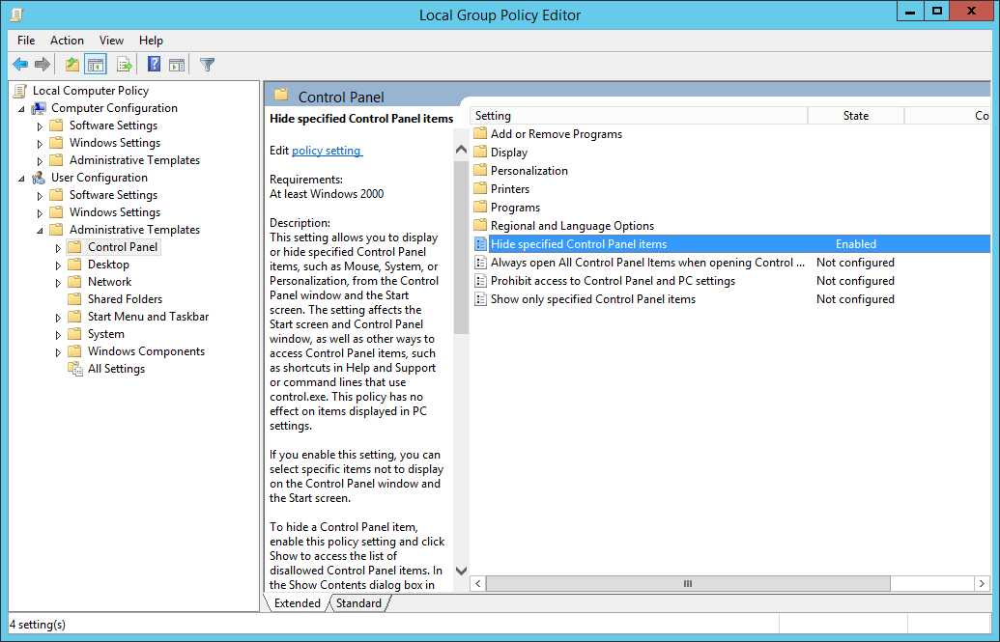 Local Group Policy Editor
File Action View Help
Local Computer Policy
Computer Configuration
Software Settings
Windows Settings
Administrative Templates
User Configuration
Software Settings
Windows Settings
Administrative Templates
Control Panel
Desktop
Network
Shared Folders
Start Menu and Taskbar
System
Windows Components
All Settings
Control Panel
Hide specified Control Panel items
Edit policy setting
Requirements:
At least Windows 2000
Description:
This setting allows you to display
or hide specified Control Panel
items, such as Mouse, System, or
Personalization, from the Control
Panel window and the Start
screen. The setting affects the
Start screen and Control Panel
window, as well as other ways to
access Control Panel items, such
as shortcuts in Help and Support
or command lines that use
control.exe. This policy has no
effect on items displayed in PC
settings.
If you enable this setting, you can
select specific items not to display
on the Control Panel window and
the Start screen.
To hide a Control Panel item,
enable this policy setting and click
Show to access the list of
disallowed Control Panel items. In
the Show Contents dialog box in
Setting State Co
Add or Remove Programs
Display
Personalization
Printers
Programs
Regional and Language Options
Hide specified Control Panel items Enabled
Always open All Control Panel Items when opening Control ... Not configured
Prohibit access to Control Panel and PC settings Not configured
Show only specified Control Panel items Not configured
Extended Standard
4 setting(s)